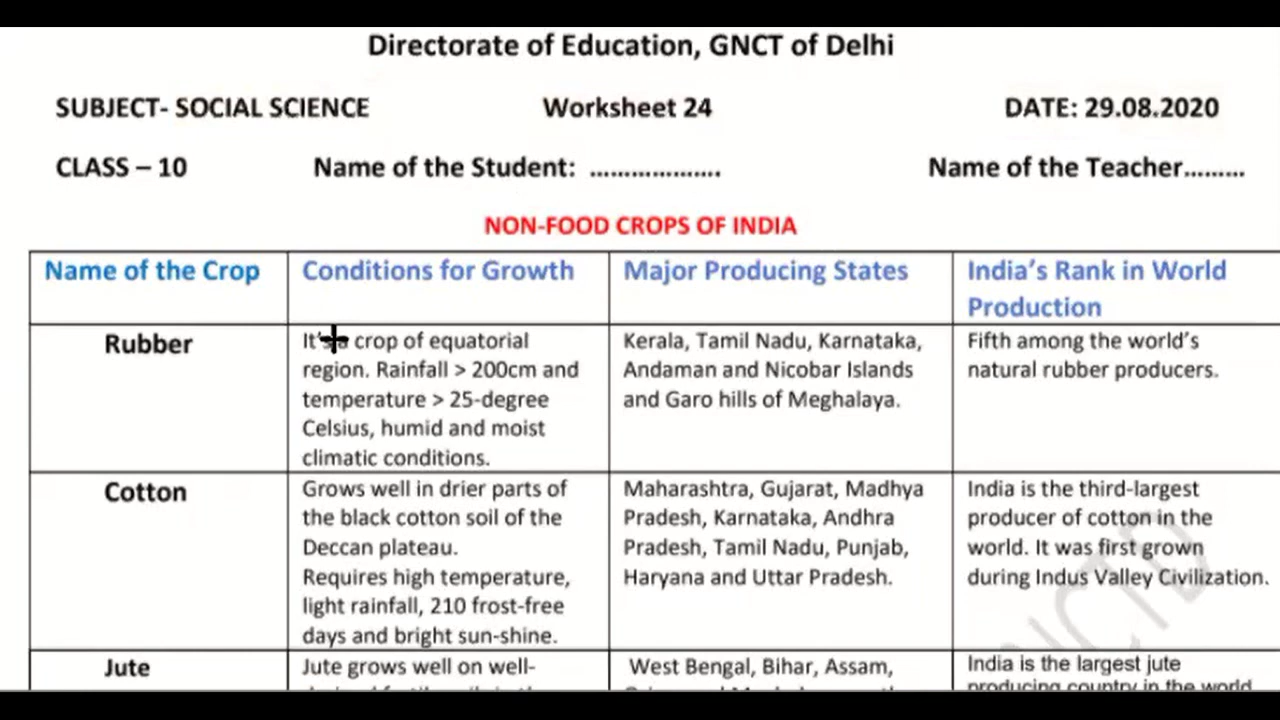 Directorate of Education, GNCT of Delhi
SUBJECT- SOCIAL SCIENCE Worksheet 24 DATE: 29.08.2020
CLASS – 10 Name of the Student: ................... Name of the Teacher.........
NON-FOOD CROPS OF INDIA
Name of the Crop Conditions for Growth Major Producing States India's Rank in World
Production
Rubber
It's a crop of equatorial
region. Rainfall > 200cm and
temperature > 25-degree
Celsius, humid and moist
climatic conditions.
Kerala, Tamil Nadu, Karnataka,
Andaman and Nicobar Islands
and Garo hills of Meghalaya.
Fifth among the world's
natural rubber producers.
Cotton
Grows well in drier parts of
the black cotton soil of the
Deccan plateau.
Requires high temperature,
light rainfall, 210 frost-free
days and bright sun-shine.
Maharashtra, Gujarat, Madhya
Pradesh, Karnataka, Andhra
Pradesh, Tamil Nadu, Punjab,
Haryana and Uttar Pradesh.
India is the third-largest
producer of cotton in the
world. It was first grown
during Indus Valley Civilization.
Jute
Jute grows well on well-
West Bengal, Bihar, Assam,
India is the largest jute
producing country in the world
NCTD